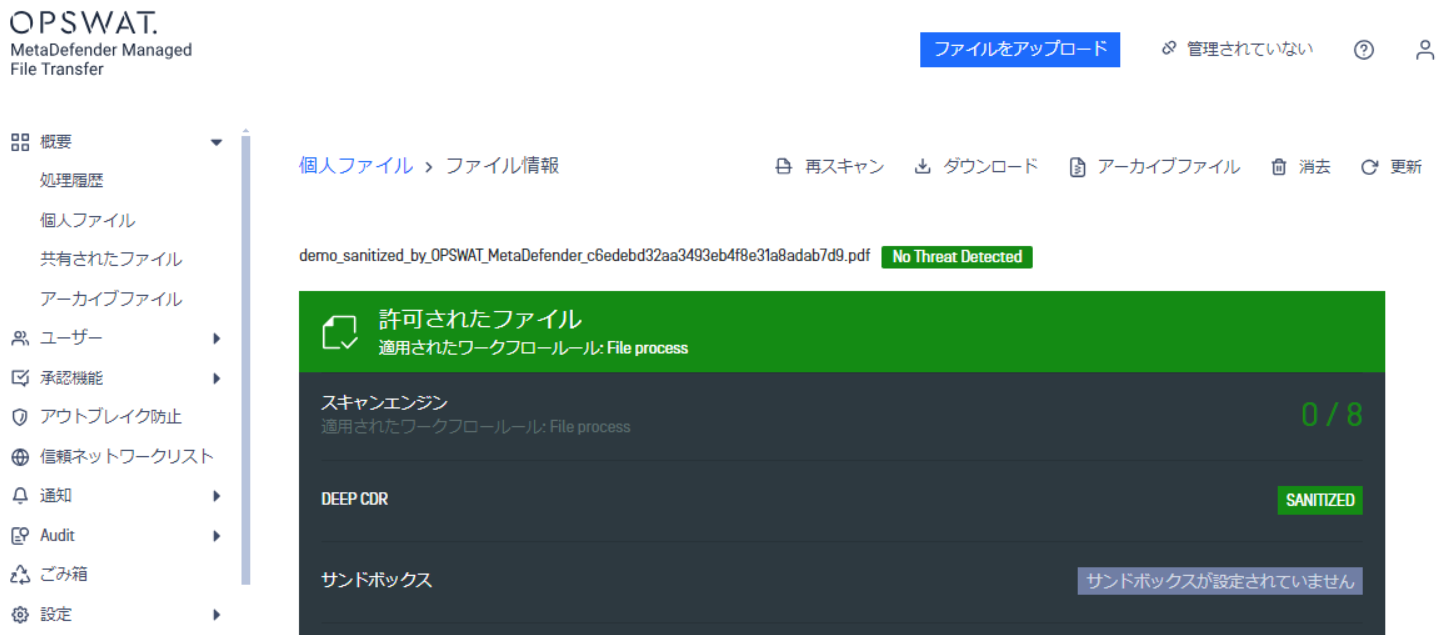 OPSWAT.
MetaDefender Managed
File Transfer
ファイルをアップロード
管理されていない
概要
処理履歴
個人ファイル
共有されたファイル
アーカイブファイル
ユーザー
承認機能
アウトブレイク防止
信頼ネットワークリスト
通知
Audit
ごみ箱
設定
個人ファイル > ファイル情報
再スキャン
ダウンロード
アーカイブファイル
消去
更新
demo_sanitized_by_OPSWAT_MetaDefender_c6edebd32aa3493eb4f8e31a8adab7d9.pdf
No Threat Detected
許可されたファイル
適用されたワークフロールール: File process
スキャンエンジン
適用されたワークフロールール: File process
0 / 8
DEEP CDR
SANITIZED
サンドボックス
サンドボックスが設定されていません